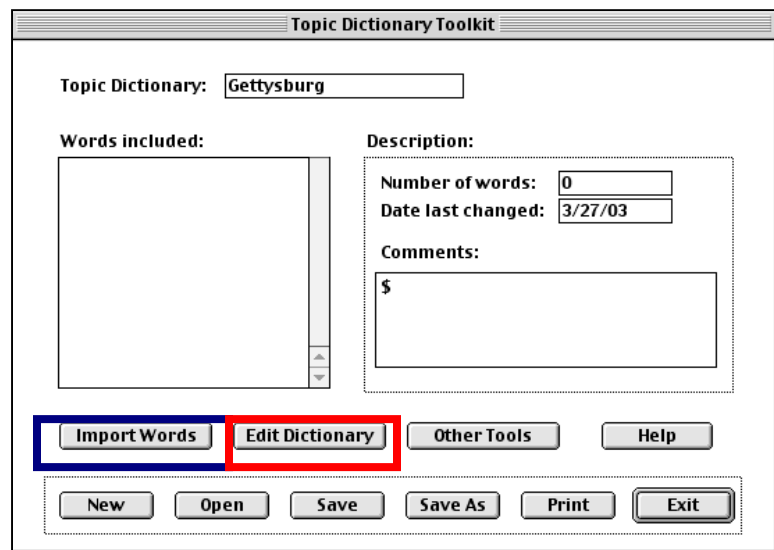 Topic Dictionary Toolkit
Topic Dictionary: Gettysburg
Words included:
Description:
Number of words: 0
Date last changed: 3/27/03
Comments:
$
Import Words Edit Dictionary Other Tools Help
New Open Save Save As Print Exit